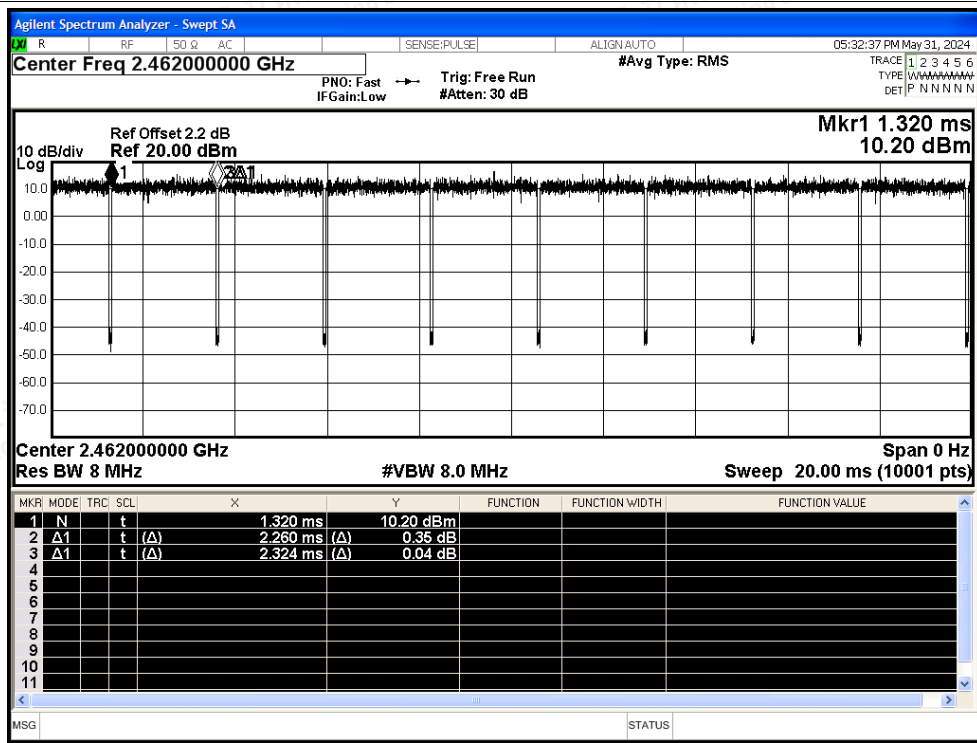 Agilent Spectrum Analyzer - Swept SA
LXI R RF 50 Ω AC SENSE:PULSE ALIGN AUTO 05:32:37 PM May 31, 2024
Center Freq 2.462000000 GHz #Avg Type: RMS TRACE 1 2 3 4 5 6
PNO: Fast Trig: Free Run TYPE WWWWWW
IFGain:Low #Atten: 30 dB DET P N N N N N
Mkr1 1.320 ms
Ref Offset 2.2 dB
10 dB/div Ref 20.00 dBm 10.20 dBm
Log
1 3Δ1
10.0
0.00
-10.0
-20.0
-30.0
-40.0
-50.0
-60.0
-70.0
Center 2.462000000 GHz Span 0 Hz
Res BW 8 MHz #VBW 8.0 MHz Sweep 20.00 ms (10001 pts)
MKR MODE TRC SCL X Y FUNCTION FUNCTION WIDTH FUNCTION VALUE
1 N t 1.320 ms 10.20 dBm
2 Δ1 t (Δ) 2.260 ms (Δ) 0.35 dB
3 Δ1 t (Δ) 2.324 ms (Δ) 0.04 dB
4
5
6
7
8
9
10
11
MSG STATUS